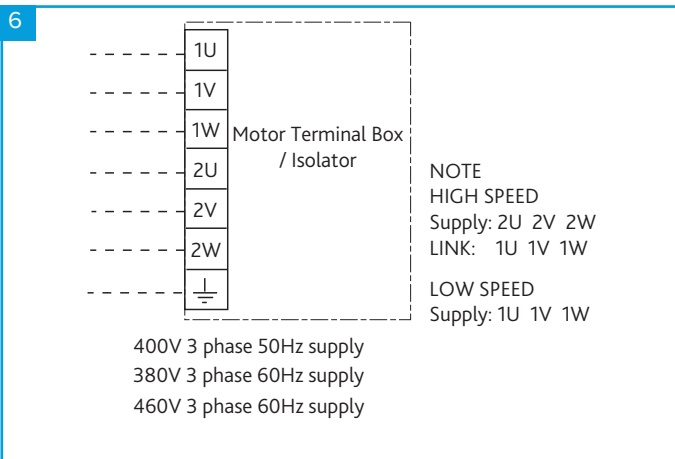 6
1U
1V
1W
2U
2V
2W
Motor Terminal Box
/ Isolator
NOTE
HIGH SPEED
Supply: 2U 2V 2W
LINK: 1U 1V 1W
LOW SPEED
Supply: 1U 1V 1W
400V 3 phase 50Hz supply
380V 3 phase 60Hz supply
460V 3 phase 60Hz supply